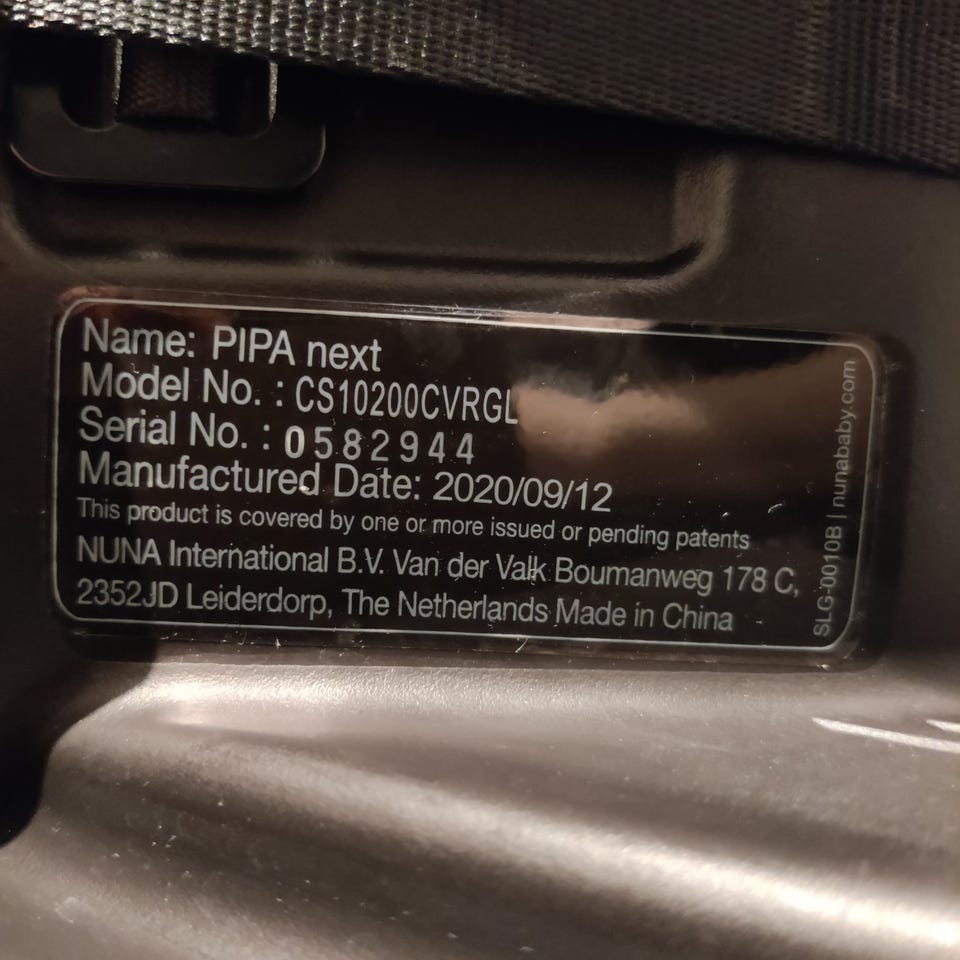 Name: PIPA next
Model No. : CS10200CVRGL
Serial No. : 0582944
Manufactured Date: 2020/09/12
This product is covered by one or more issued or pending patents
NUNA International B.V. Van der Valk Boumanweg 178 C,
2352JD Leiderdorp, The Netherlands Made in China
SLG-0010B | nunababy.com